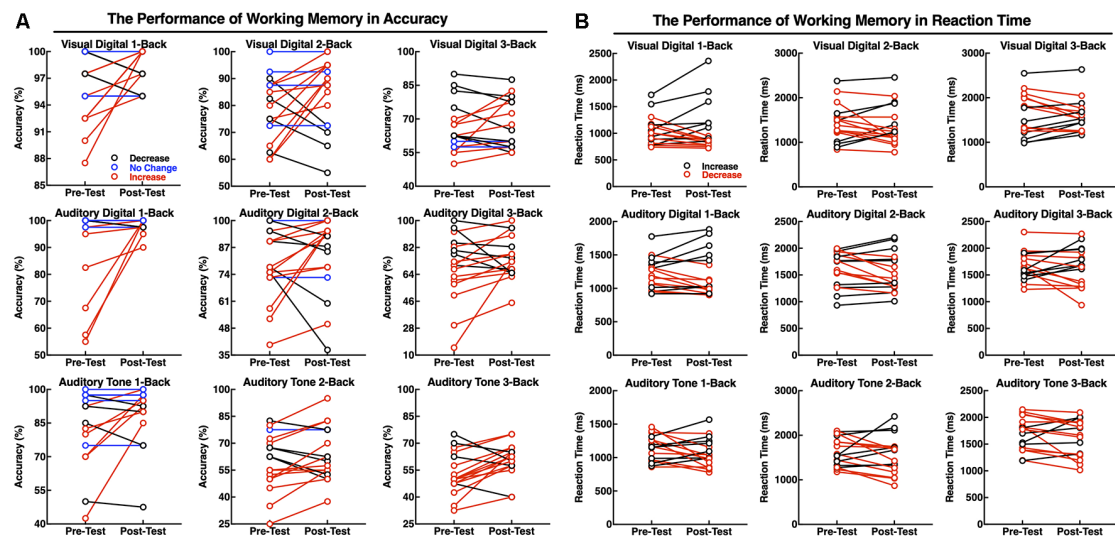 A
The Performance of Working Memory in Accuracy
B
The Performance of Working Memory in Reaction Time
Visual Digital 1-Back
Accuracy (%)
100
97
94
91
88
85
Decrease
No Change
Increase
Pre-Test Post-Test
Visual Digital 2-Back
Accuracy (%)
100
90
80
70
60
50
Pre-Test Post-Test
Visual Digital 3-Back
Accuracy (%)
100
80
60
40
Pre-Test Post-Test
Visual Digital 1-Back
Reaction Time (ms)
2500
2000
1500
1000
500
0
Increase
Decrease
Pre-Test Post-Test
Visual Digital 2-Back
Reation Time (ms)
3000
2000
1000
0
Pre-Test Post-Test
Visual Digital 3-Back
Reaction Time (ms)
3000
2000
1000
0
Pre-Test Post-Test
Auditory Digital 1-Back
Accuracy (%)
100
90
80
70
60
50
Pre-Test Post-Test
Auditory Digital 2-Back
Accuracy (%)
100
87
74
61
48
35
Pre-Test Post-Test
Auditory Digital 3-Back
Accuracy (%)
100
82
64
46
28
10
Pre-Test Post-Test
Auditory Digital 1-Back
Reaction Time (ms)
2000
1500
1000
500
0
Pre-Test Post-Test
Auditory Digital 2-Back
Reaction Time (ms)
2500
2000
1500
1000
500
0
Pre-Test Post-Test
Auditory Digital 3-Back
Reaction Time (ms)
2500
2000
1500
1000
500
0
Pre-Test Post-Test
Auditory Tone 1-Back
Accuracy (%)
100
85
70
55
40
Pre-Test Post-Test
Auditory Tone 2-Back
Accuracy (%)
100
85
70
55
40
25
Pre-Test Post-Test
Auditory Tone 3-Back
Accuracy (%)
100
85
70
55
40
25
Pre-Test Post-Test
Auditory Tone 1-Back
Reaction Time (ms)
2000
1500
1000
500
0
Pre-Test Post-Test
Auditory Tone 2-Back
Reaction Time (ms)
3000
2000
1000
0
Pre-Test Post-Test
Auditory Tone 3-Back
Reaction Time (ms)
2500
2000
1500
1000
500
0
Pre-Test Post-Test